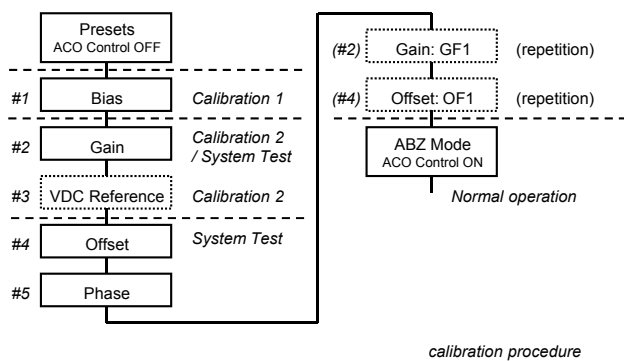 Presets
ACO Control OFF
#1 Bias Calibration 1
#2 Gain Calibration 2
/ System Test
#3 VDC Reference Calibration 2
#4 Offset System Test
#5 Phase
(#2) Gain: GF1 (repetition)
(#4) Offset: OF1 (repetition)
ABZ Mode
ACO Control ON
Normal operation
calibration procedure